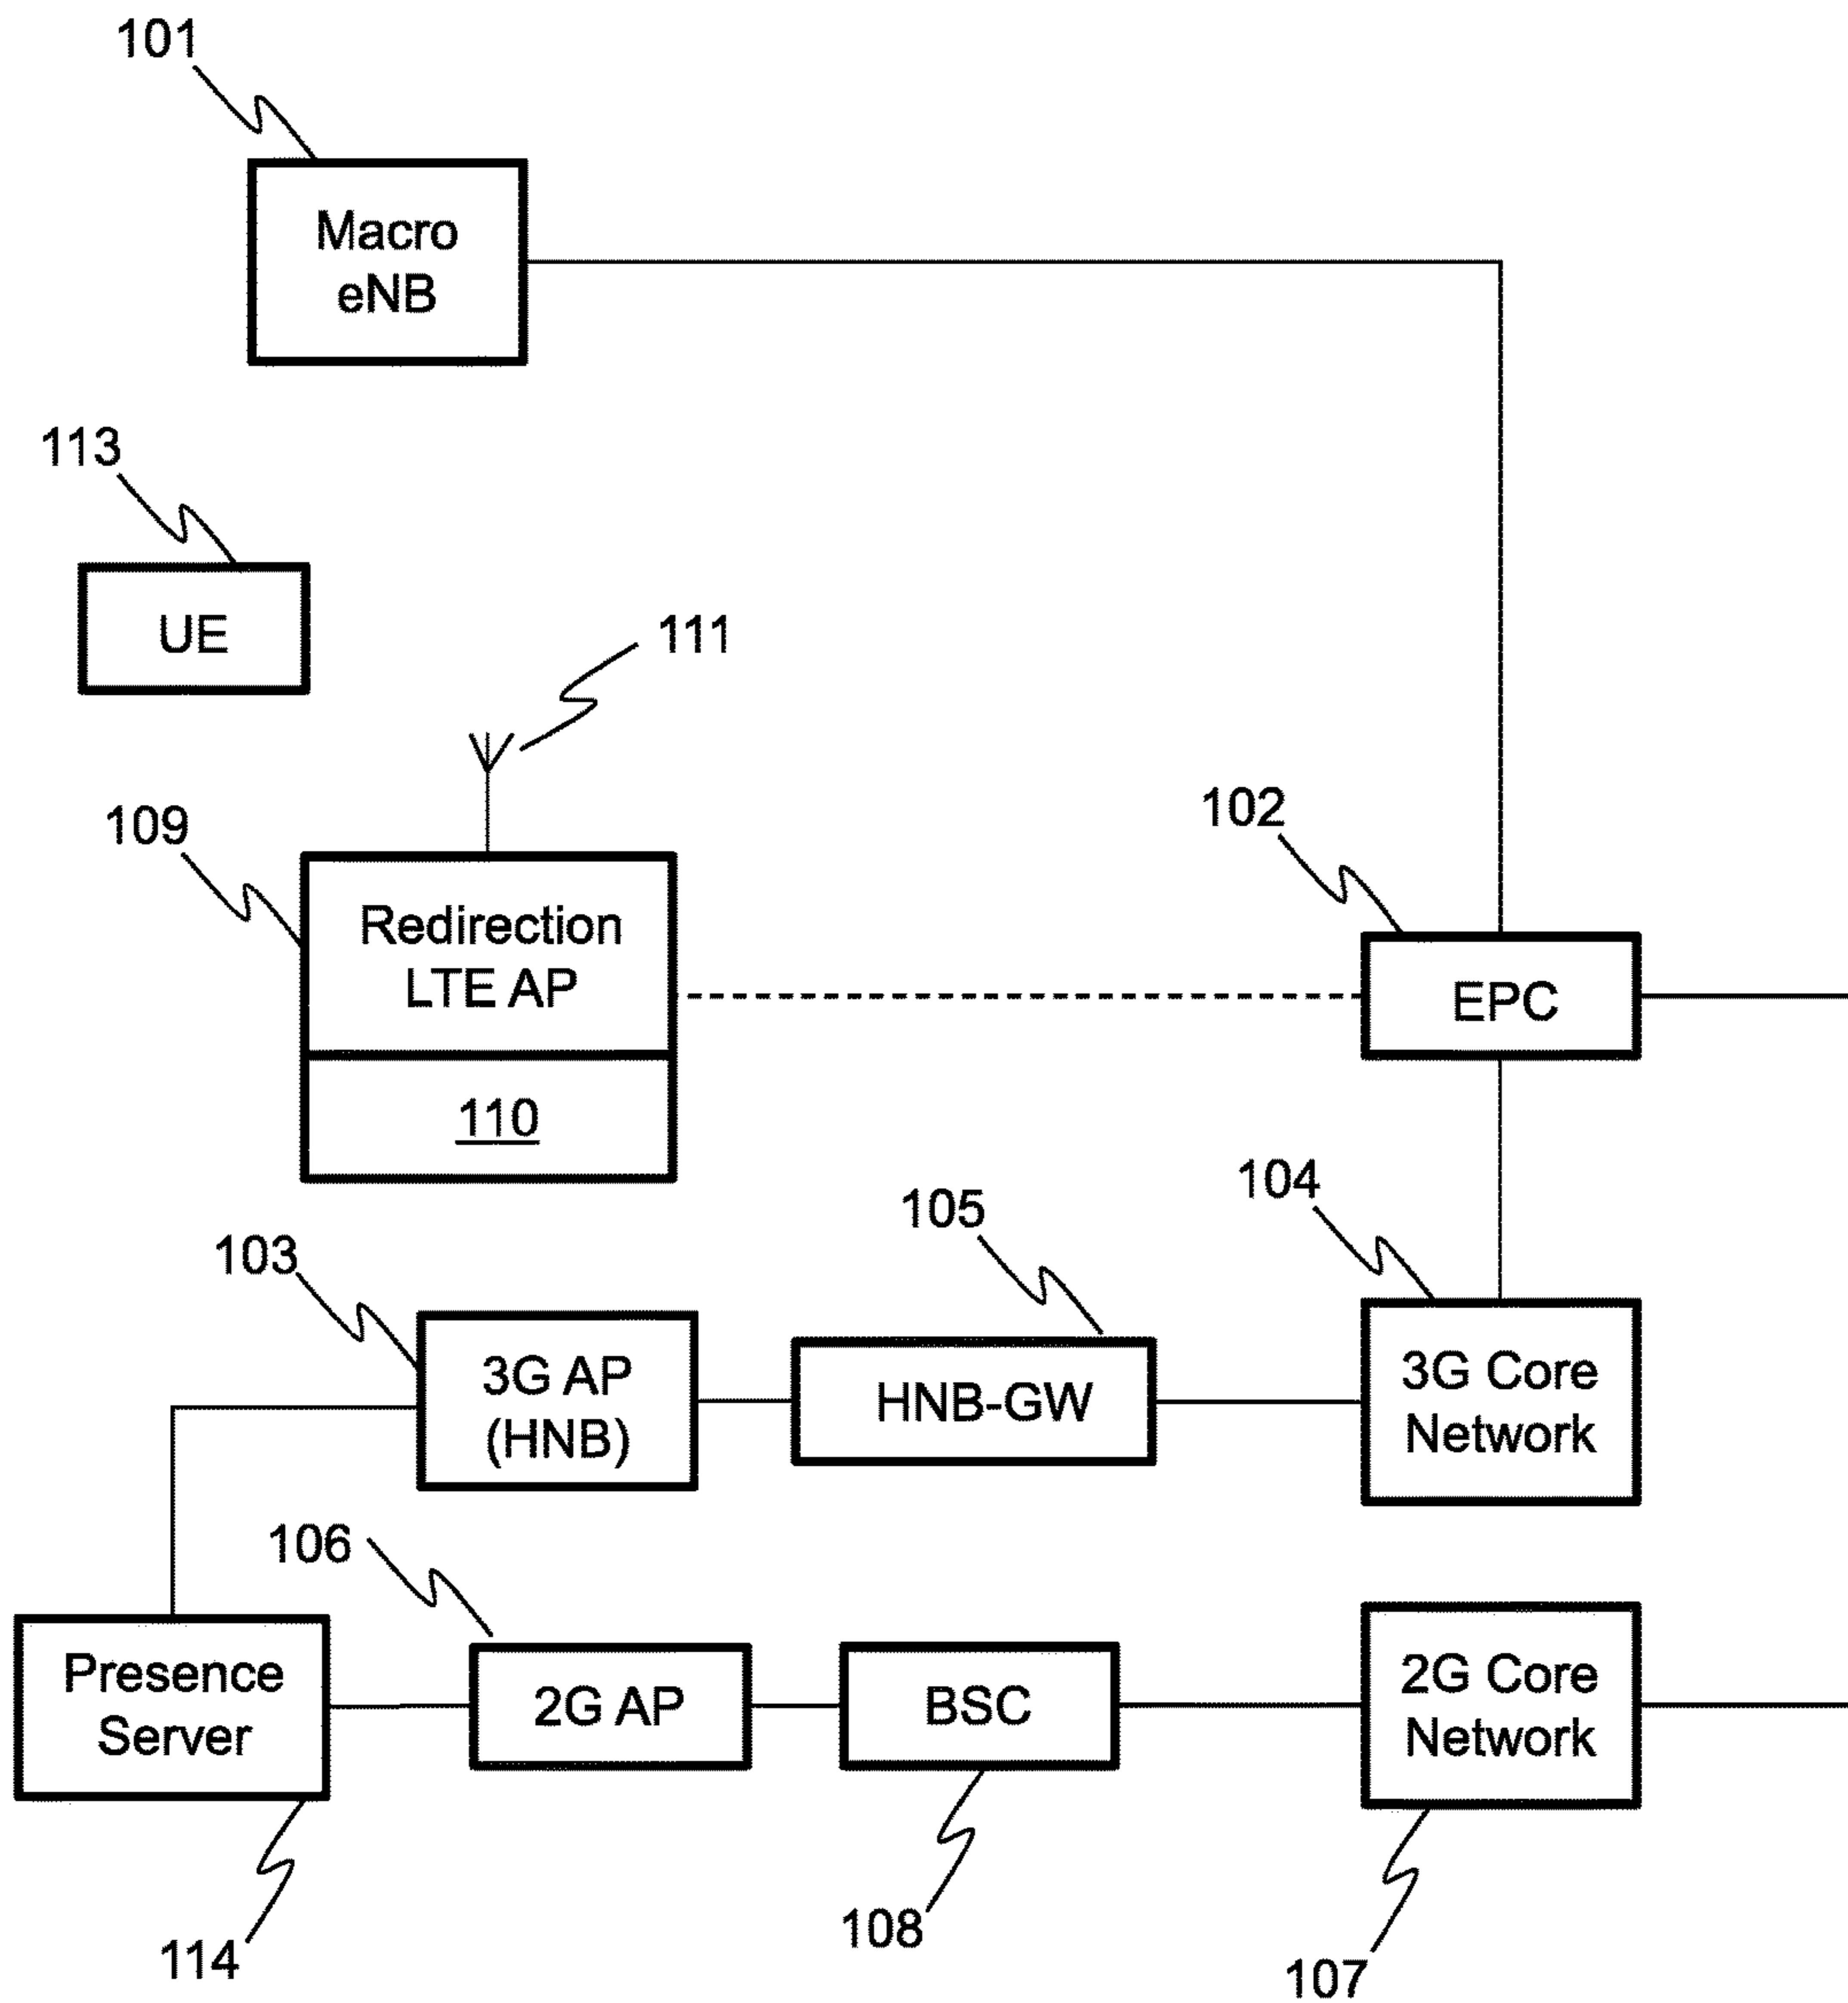 101
Macro
eNB
113
UE
111
109
102
Redirection
LTE AP
EPC
110
105
104
103
3G AP
(HNB)
HNB-GW
3G Core
Network
106
Presence
Server
2G AP
BSC
2G Core
Network
114
108
107